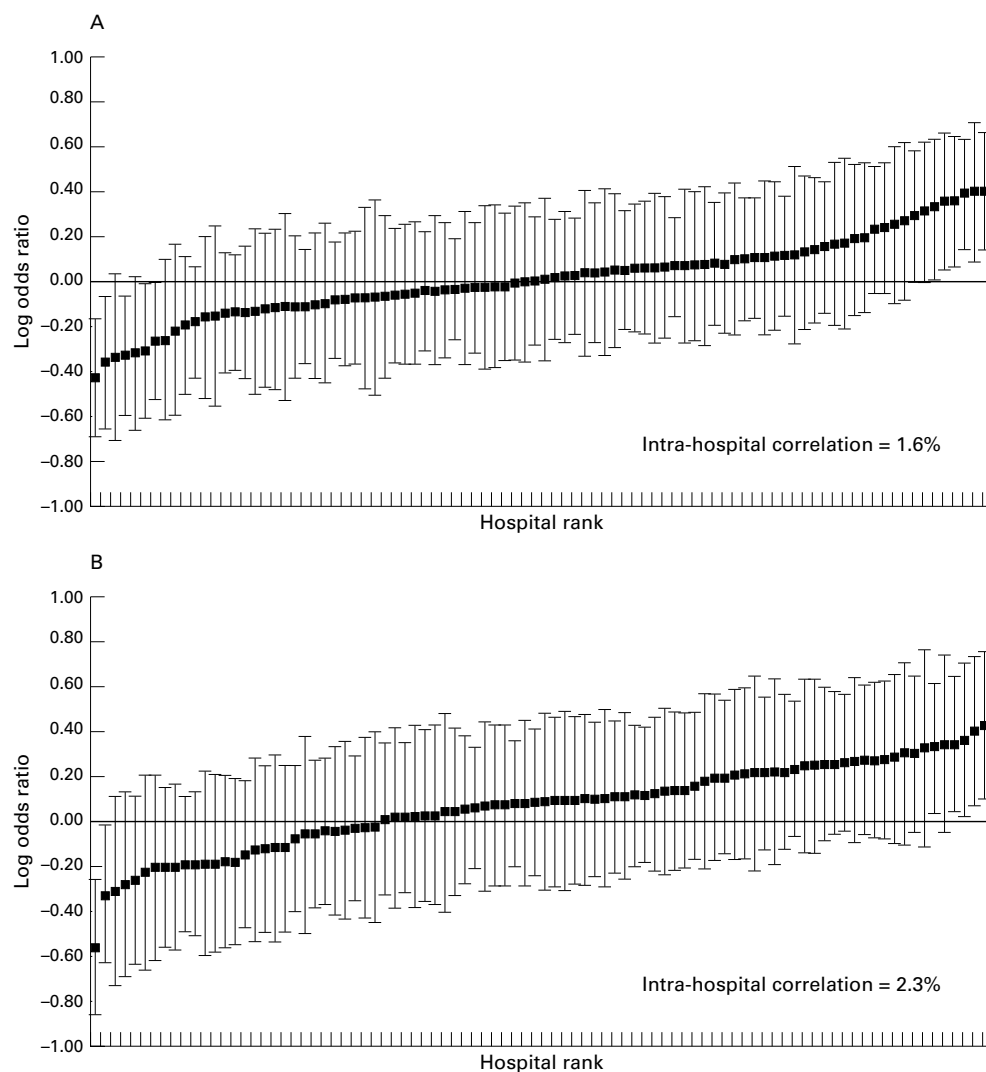 A
1.00
0.80
0.60
0.40
0.20
0.00
–0.20
–0.40
–0.60
–0.80
–1.00
Log odds ratio
Intra-hospital correlation = 1.6%
Hospital rank
B
1.00
0.80
0.60
0.40
0.20
0.00
–0.20
–0.40
–0.60
–0.80
–1.00
Log odds ratio
Intra-hospital correlation = 2.3%
Hospital rank